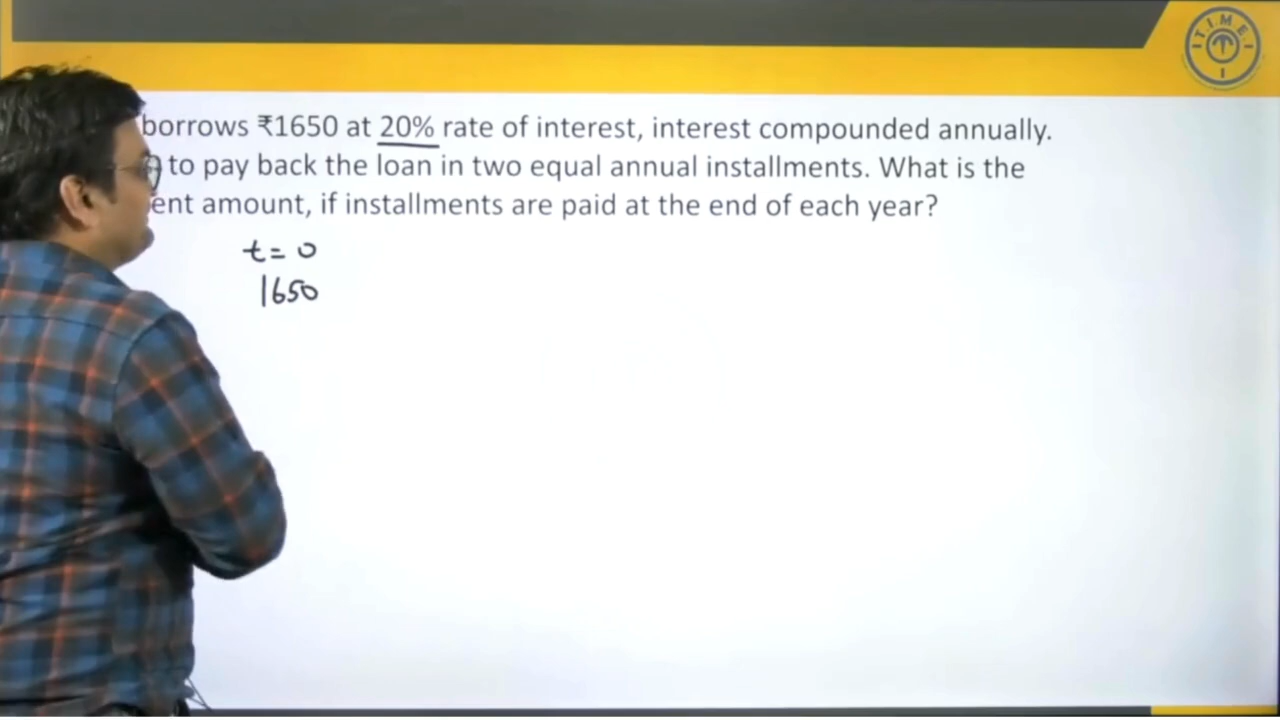 T.I.M.E
borrows ₹1650 at 20% rate of interest, interest compounded annually.
to pay back the loan in two equal annual installments. What is the
ent amount, if installments are paid at the end of each year?
t = 0
1650